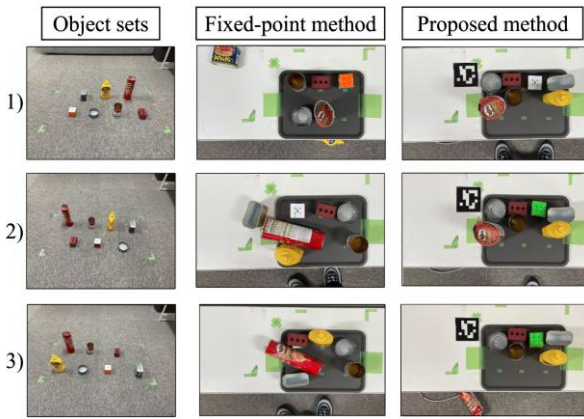 Object sets
Fixed-point method
Proposed method
1)
2)
3)